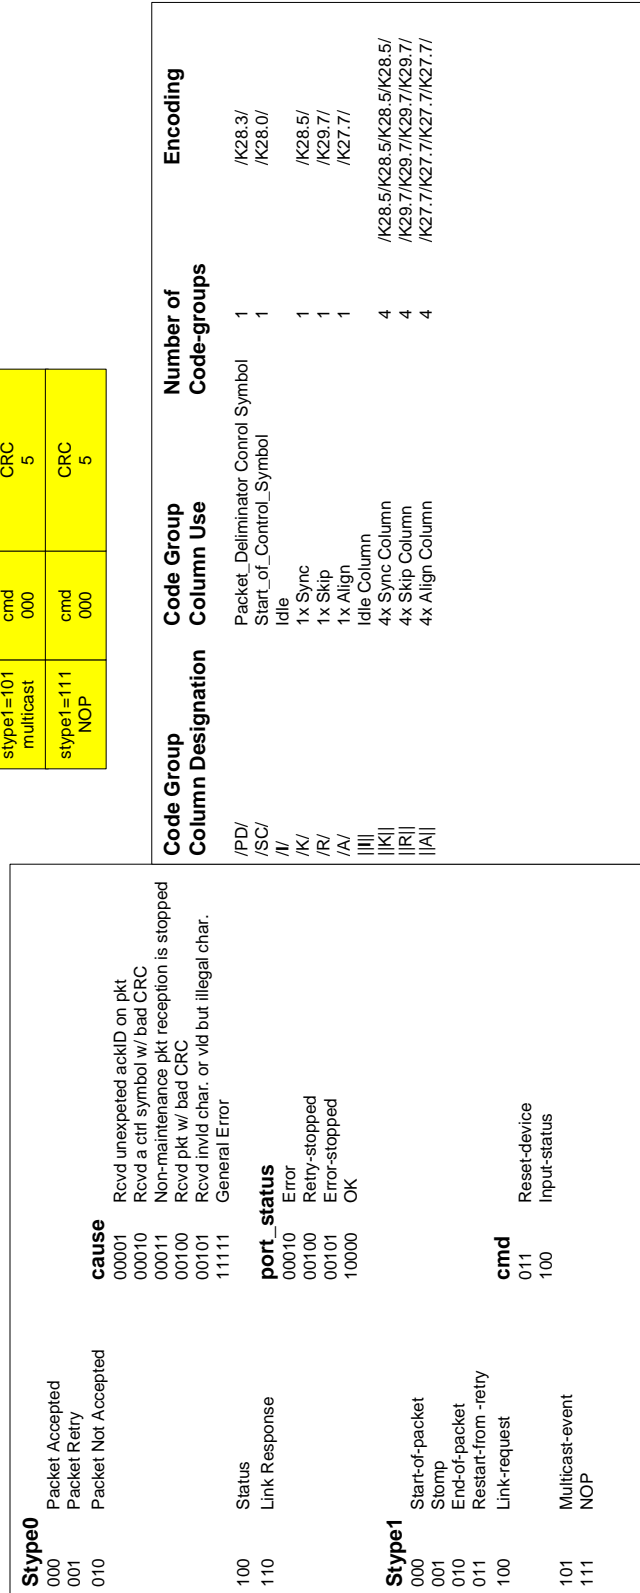 stype1=101 cmd CRC
multicast 000 5
stype1=111 cmd CRC
NOP 000 5
Stype0
000 Packet Accepted
001 Packet Retry
010 Packet Not Accepted
cause
00001 Rcvd unexpeted ackID on pkt
00010 Rcvd a ctrl symbol w/ bad CRC
00011 Non-maintenance pkt reception is stopped
00100 Rcvd pkt w/ bad CRC
00101 Rcvd invld char. or vld but illegal char.
11111 General Error
100 Status
110 Link Response
port_status
00010 Error
00100 Retry-stopped
00101 Error-stopped
10000 OK
Stype1
000 Start-of-packet
001 Stomp
010 End-of-packet
011 Restart-from -retry
100 Link-request
cmd
011 Reset-device
100 Input-status
101 Multicast-event
111 NOP
Code Group Code Group Number of Encoding
Column Designation Column Use Code-groups
/PD/ Packet_Deliminator Conrol Symbol 1 /K28.3/
/SC/ Start_of_Control_Symbol 1 /K28.0/
/I/ Idle
/K/ 1x Sync 1 /K28.5/
/R/ 1x Skip 1 /K29.7/
/A/ 1x Align 1 /K27.7/
||I|| Idle Column
||K|| 4x Sync Column 4 /K28.5/K28.5/K28.5/K28.5/
||R|| 4x Skip Column 4 /K29.7/K29.7/K29.7/K29.7/
||A|| 4x Align Column 4 /K27.7/K27.7/K27.7/K27.7/